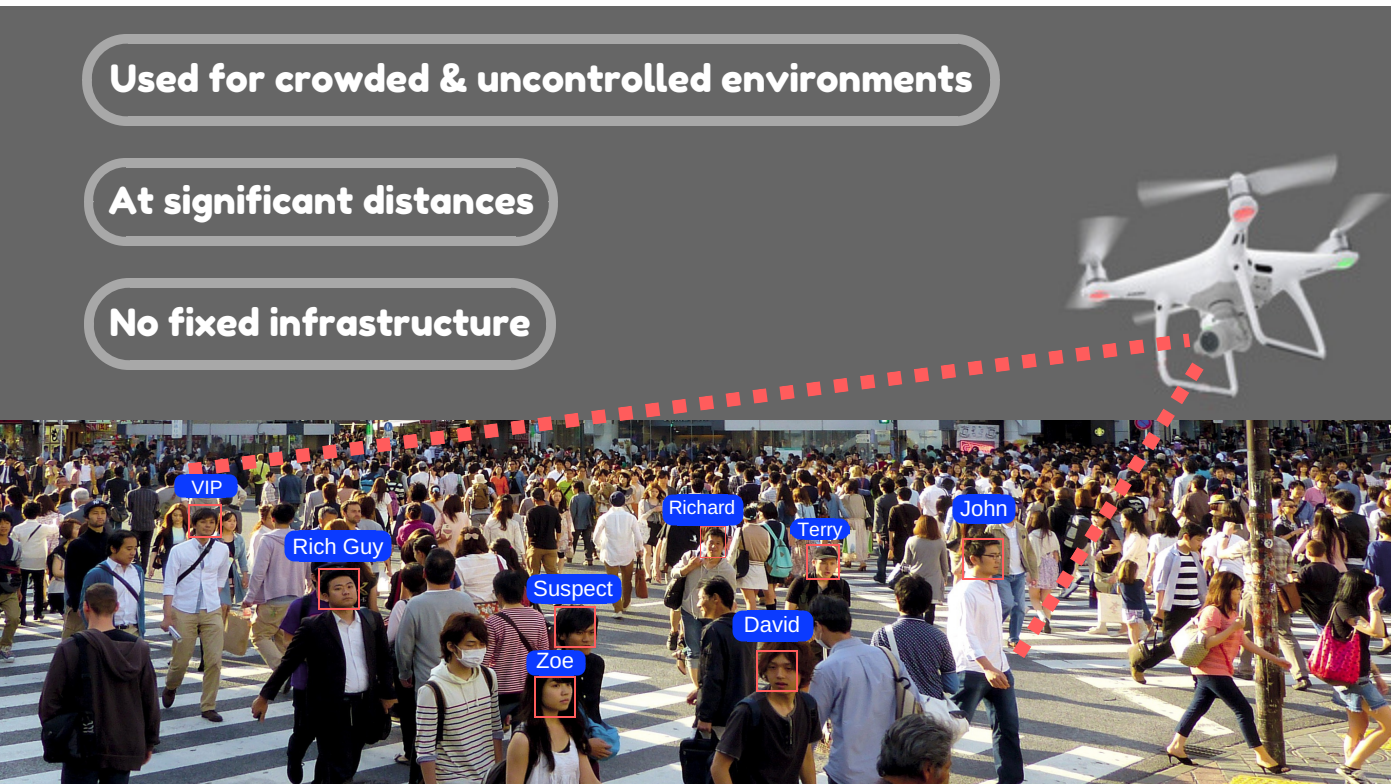 Used for crowded & uncontrolled environments
At significant distances
No fixed infrastructure
VIP
Richard
John
Terry
Rich Guy
Suspect
David
Zoe